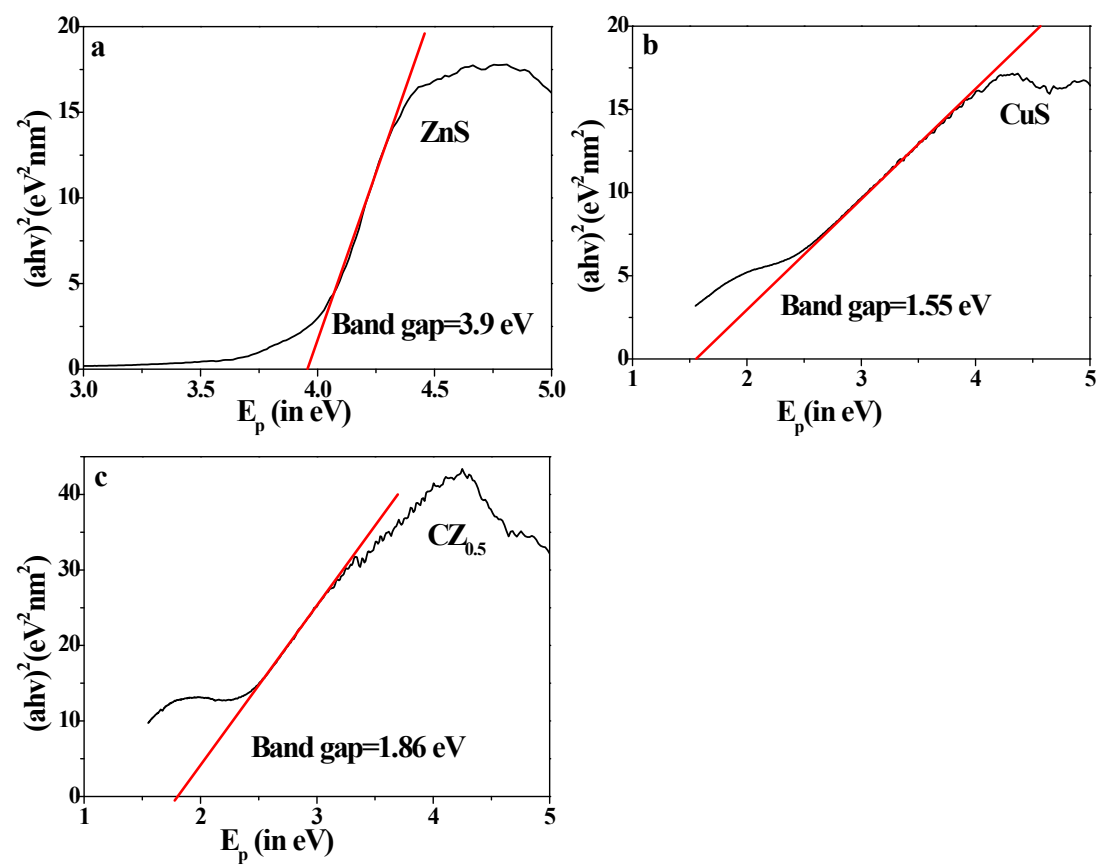 a
20
15
10
5
0
(ahv)²(eV²nm²)
ZnS
Band gap=3.9 eV
3.0 3.5 4.0 4.5 5.0
Eₚ (in eV)
b
20
15
10
5
0
(ahv)²(eV²nm²)
CuS
Band gap=1.55 eV
1 2 3 4 5
Eₚ(in eV)
c
40
30
20
10
0
(ahv)²(eV²nm²)
CZ₀.₅
Band gap=1.86 eV
1 2 3 4 5
Eₚ (in eV)